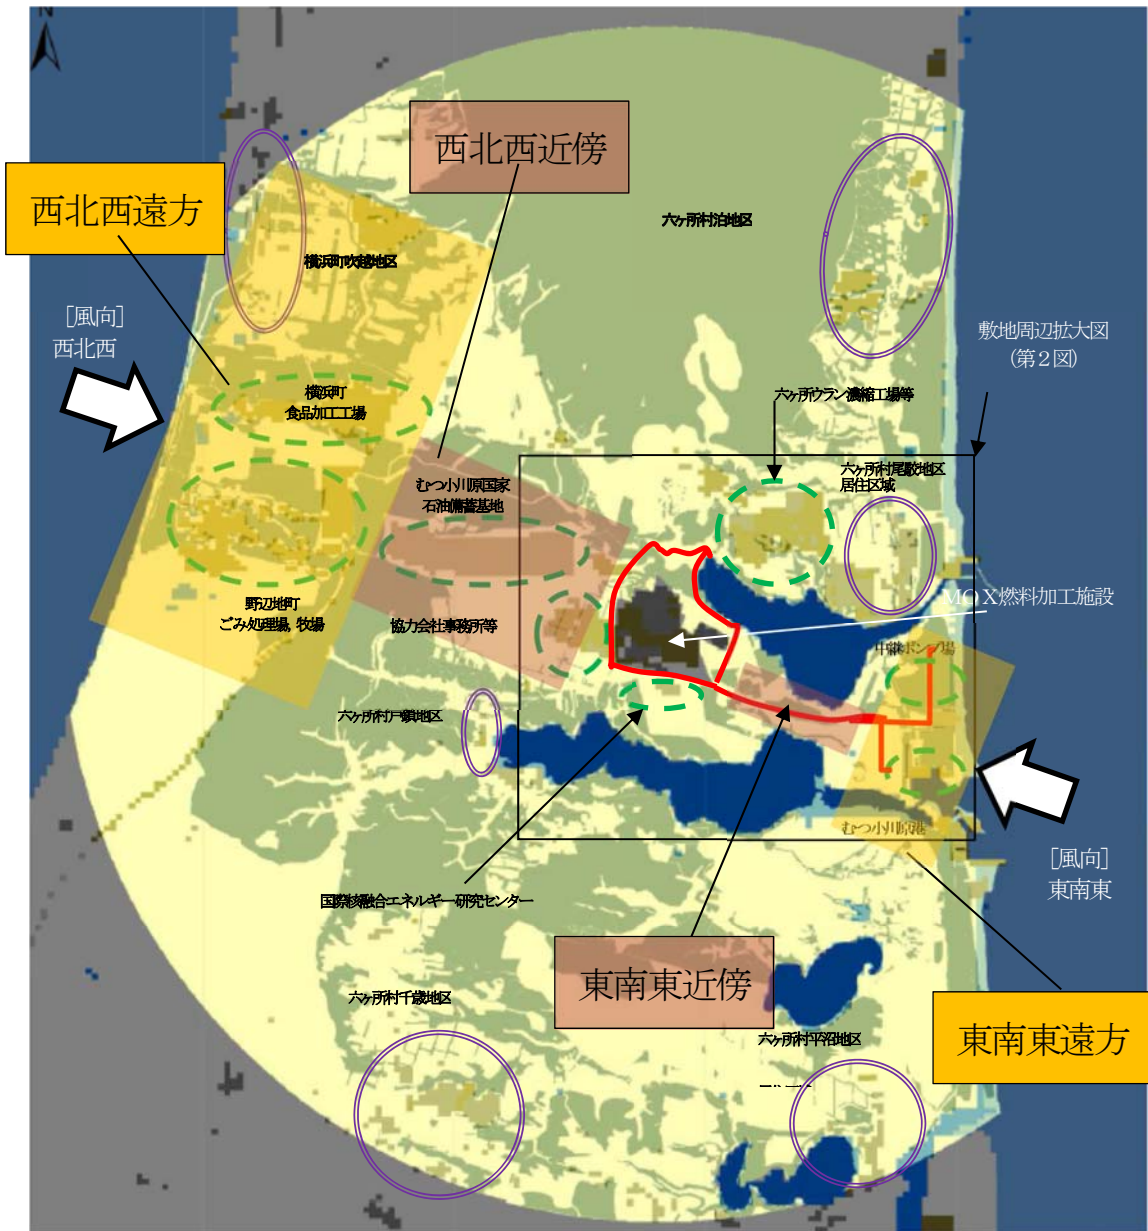 N
西北西近傍
西北西遠方
六ヶ所村泊地区
横浜町吹越地区
[風向]
西北西
敷地周辺拡大図
(第2図)
横浜町
食品加工工場
六ヶ所ウラン濃縮工場等
六ヶ所村尾駮地区
居住区域
むつ小川原国家
石油備蓄基地
MOX燃料加工施設
野辺地町
ごみ処理場, 牧場
協力会社事務所等
中継ポンプ場
六ヶ所村戸鎖地区
むつ小川原港
[風向]
東南東
国際核融合エネルギー研究センター
東南東近傍
六ヶ所村千歳地区
東南東遠方
六ヶ所村平沼地区